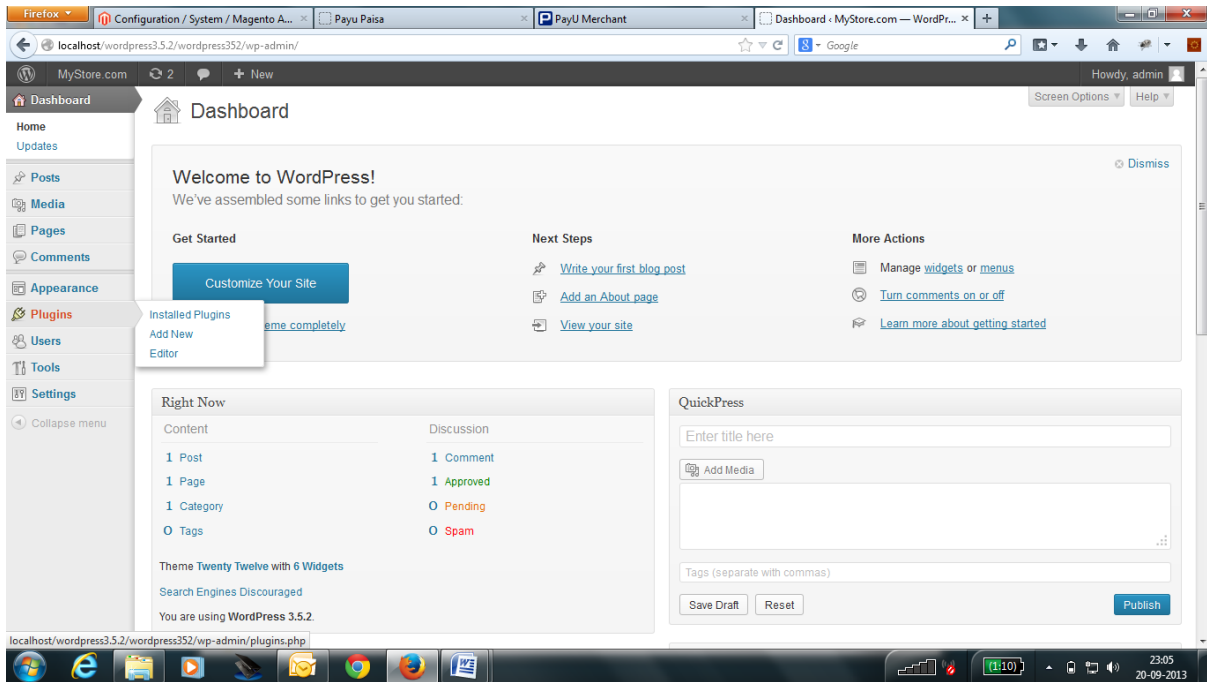 Firefox
Configuration / System / Magento A...
Payu Paisa
PayU Merchant
Dashboard ‹ MyStore.com — WordPr...
localhost/wordpress3.5.2/wordpress352/wp-admin/
Google
MyStore.com
2
New
Howdy, admin
Dashboard
Home
Updates
Posts
Media
Pages
Comments
Appearance
Plugins
Users
Tools
Settings
Collapse menu
Installed Plugins
Add New
Editor
Dashboard
Screen Options
Help
Dismiss
Welcome to WordPress!
We've assembled some links to get you started:
Get Started
Customize Your Site
eme completely
Next Steps
Write your first blog post
Add an About page
View your site
More Actions
Manage widgets or menus
Turn comments on or off
Learn more about getting started
Right Now
Content
1 Post
1 Page
1 Category
0 Tags
Discussion
1 Comment
1 Approved
0 Pending
0 Spam
Theme Twenty Twelve with 6 Widgets
Search Engines Discouraged
You are using WordPress 3.5.2.
QuickPress
Enter title here
Add Media
Tags (separate with commas)
Save Draft
Reset
Publish
localhost/wordpress3.5.2/wordpress352/wp-admin/plugins.php
(1:10)
23:05
20-09-2013